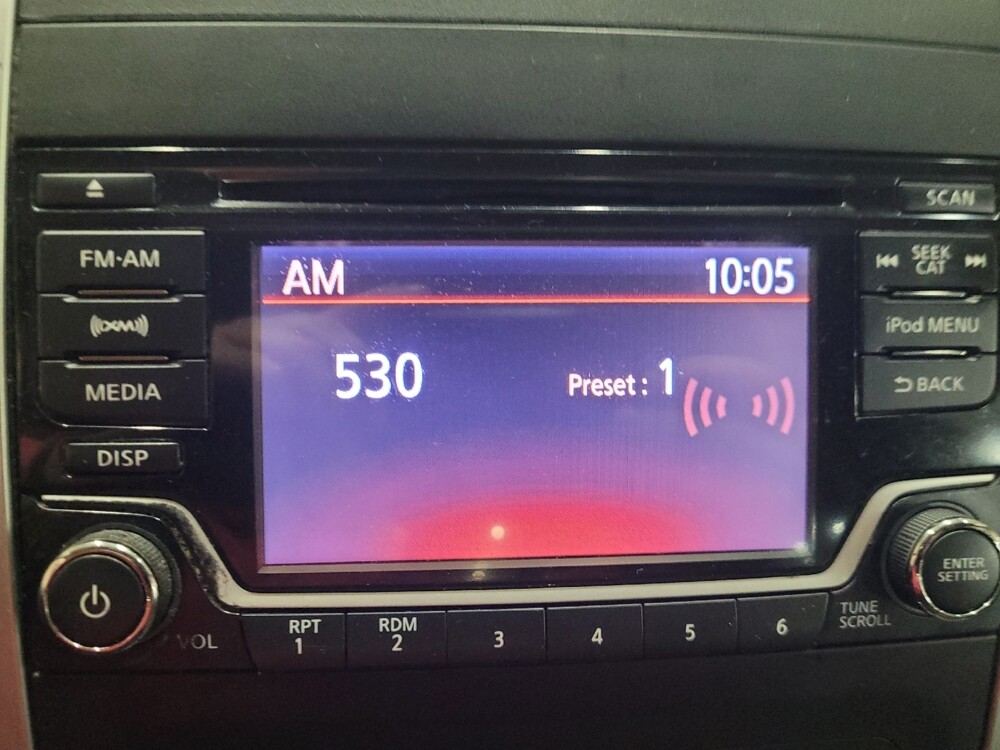 SCAN
FM·AM
SEEK
CAT
AM 10:05
((XM))
iPod MENU
530 Preset : 1
MEDIA
BACK
DISP
ENTER
SETTING
VOL
RPT
1
RDM
2
3
4
5
6
TUNE
SCROLL